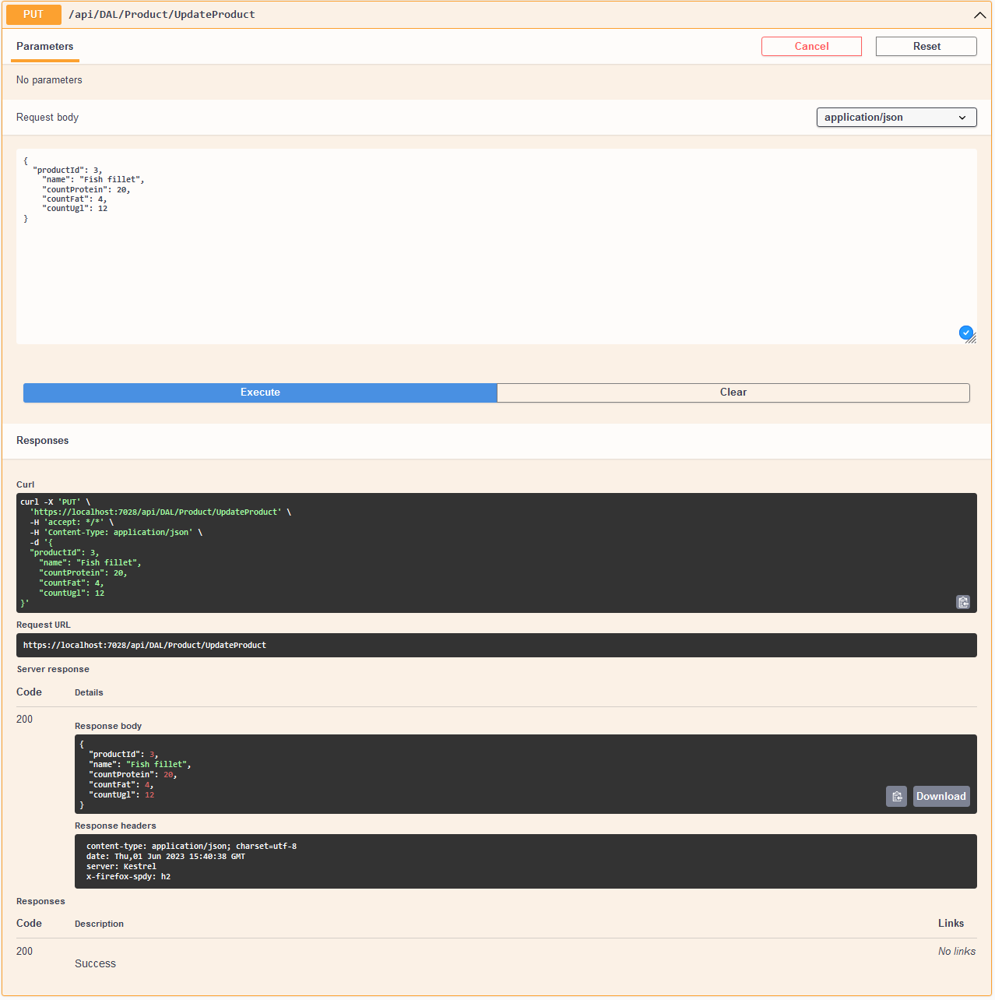 PUT /api/DAL/Product/UpdateProduct
Parameters Cancel Reset
No parameters
Request body application/json
{
  "productId": 3,
    "name": "Fish fillet",
    "countProtein": 20,
    "countFat": 4,
    "countUgl": 12
}
Execute Clear
Responses
Curl
curl -X 'PUT' \
  'https://localhost:7028/api/DAL/Product/UpdateProduct' \
  -H 'accept: */*' \
  -H 'Content-Type: application/json' \
  -d '{
  "productId": 3,
    "name": "Fish fillet",
    "countProtein": 20,
    "countFat": 4,
    "countUgl": 12
}'
Request URL
https://localhost:7028/api/DAL/Product/UpdateProduct
Server response
Code Details
200
Response body
{
  "productId": 3,
  "name": "Fish fillet",
  "countProtein": 20,
  "countFat": 4,
  "countUgl": 12
}
Download
Response headers
content-type: application/json; charset=utf-8
date: Thu,01 Jun 2023 15:40:38 GMT
server: Kestrel
x-firefox-spdy: h2
Responses
Code Description Links
200 No links
Success